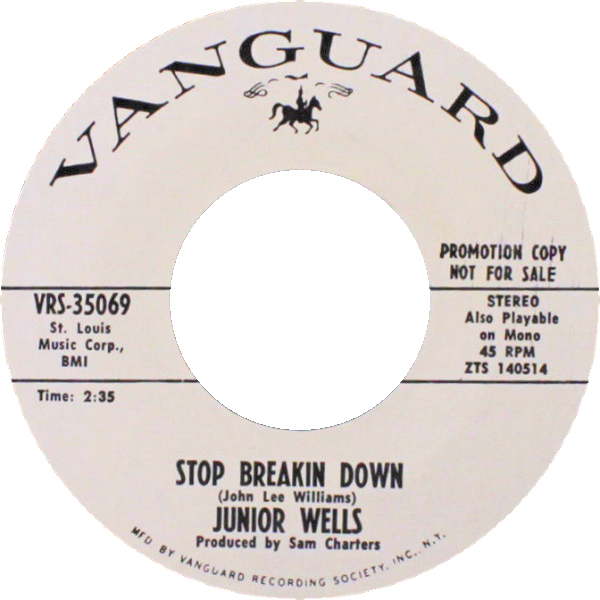 VANGUARD
PROMOTION COPY
NOT FOR SALE
VRS-35069
St. Louis
Music Corp.,
BMI
STEREO
Also Playable
on Mono
45 RPM
ZTS 140514
Time: 2:35
STOP BREAKIN DOWN
(John Lee Williams)
JUNIOR WELLS
Produced by Sam Charters
MFD BY VANGUARD RECORDING SOCIETY, INC., N.Y.